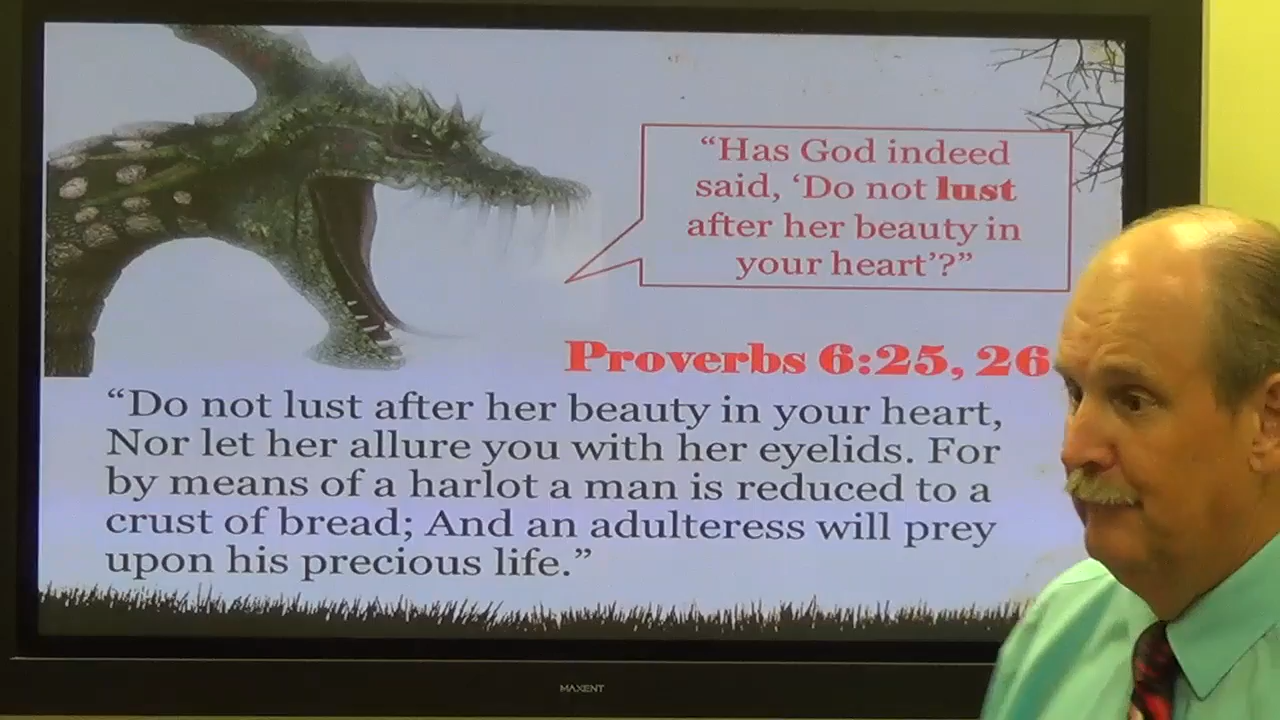 “Has God indeed
said, ‘Do not lust
after her beauty in
your heart’?”
Proverbs 6:25, 26
“Do not lust after her beauty in your heart,
Nor let her allure you with her eyelids. For
by means of a harlot a man is reduced to a
crust of bread; And an adulteress will prey
upon his precious life.”
MAXENT